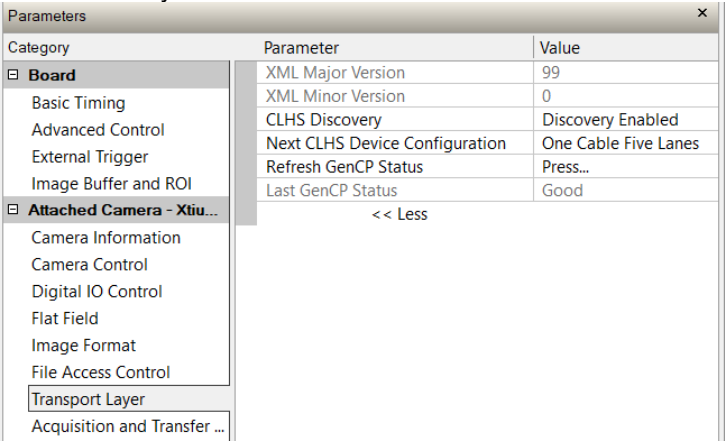 Parameters ×
Category Parameter Value
Board XML Major Version 99
Basic Timing XML Minor Version 0
Advanced Control CLHS Discovery Discovery Enabled
External Trigger Next CLHS Device Configuration One Cable Five Lanes
Image Buffer and ROI Refresh GenCP Status Press...
Attached Camera - Xtiu... Last GenCP Status Good
<< Less
Camera Information
Camera Control
Digital IO Control
Flat Field
Image Format
File Access Control
Transport Layer
Acquisition and Transfer ...